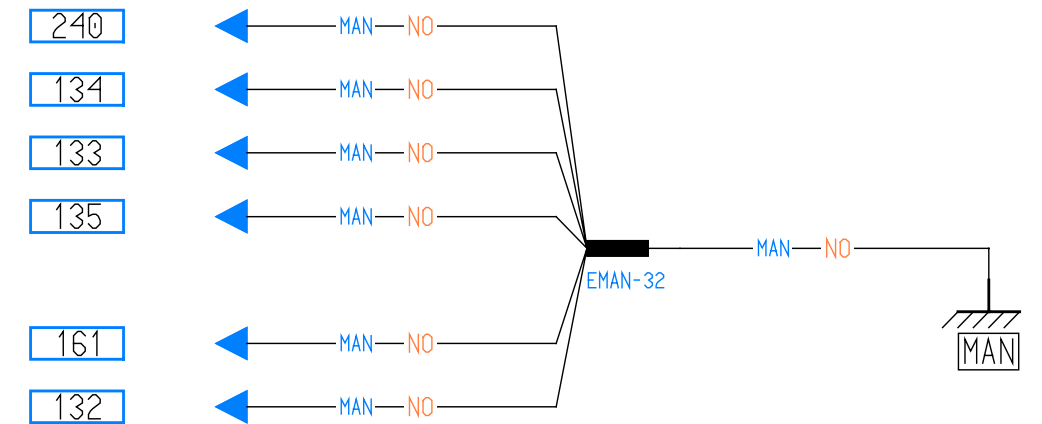 240 MAN NO
134 MAN NO
133 MAN NO
135 MAN NO
MAN NO
EMAN-32
161 MAN NO
MAN
132 MAN NO